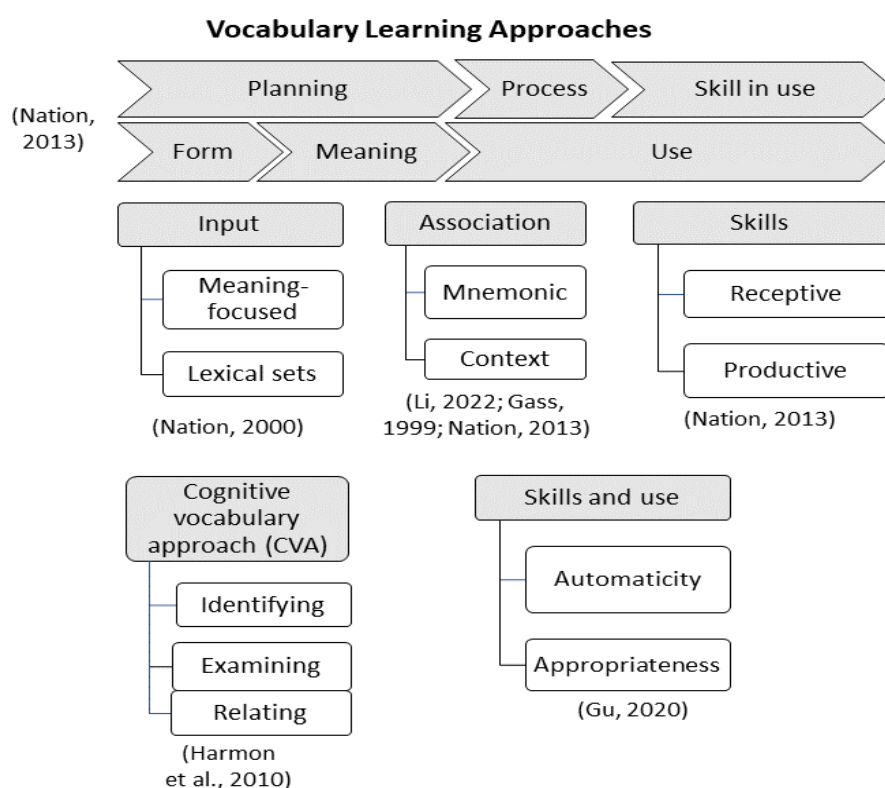 Vocabulary Learning Approaches
Planning
Process
Skill in use
(Nation,
2013)
Form
Meaning
Use
Input
Meaning-
focused
Lexical sets
(Nation, 2000)
Association
Mnemonic
Context
(Li, 2022; Gass,
1999; Nation, 2013)
Skills
Receptive
Productive
(Nation, 2013)
Cognitive
vocabulary
approach (CVA)
Identifying
Examining
Relating
(Harmon
et al., 2010)
Skills and use
Automaticity
Appropriateness
(Gu, 2020)